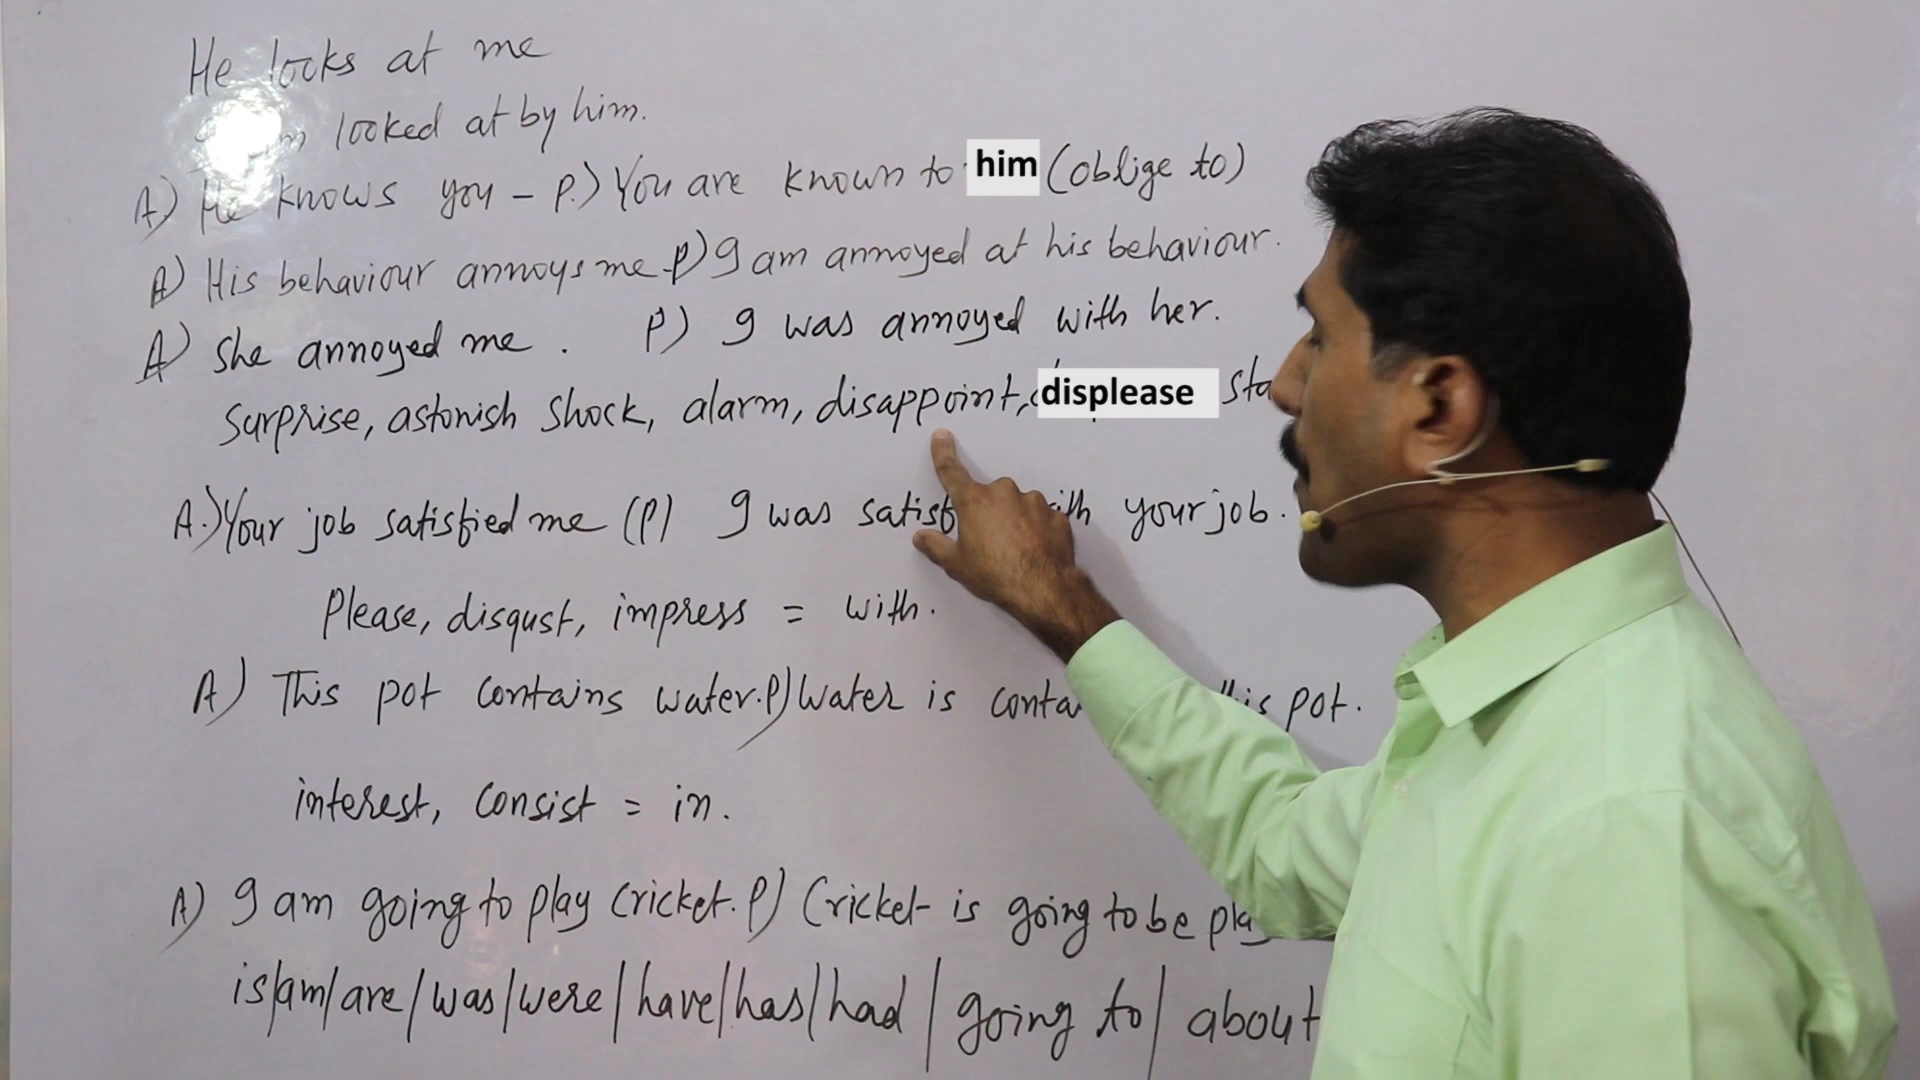 He looks at me
looked at by him.
A) He knows you - P.) You are known to him (oblige to)
A) His behaviour annoys me P) I am annoyed at his behaviour.
A) She annoyed me. P) I was annoyed with her.
Surprise, astonish shock, alarm, disappoint, displease
A.) Your job satisfied me (P) I was satisf your job.
Please, disgust, impress = with.
A) This pot contains water. P) Water is conta pot.
interest, consist = in.
A) I am going to play cricket. P) Cricket is going to be play
is/am/are/was/were/have/has/had/going to/about